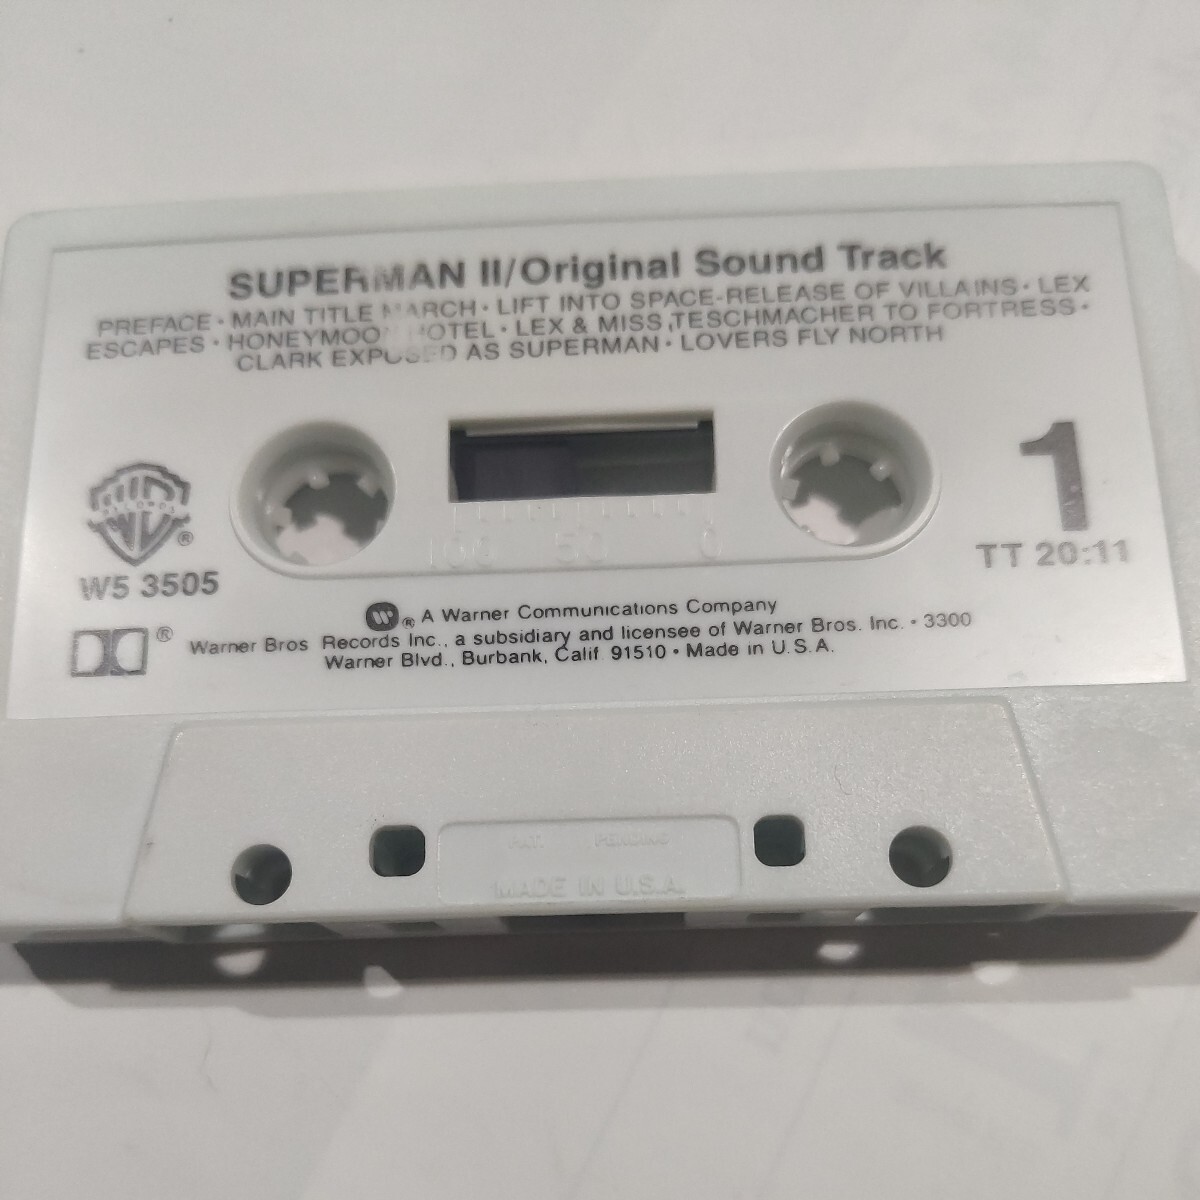 SUPERMAN II/Original Sound Track
PREFACE · MAIN TITLE MARCH · LIFT INTO SPACE-RELEASE OF VILLAINS · LEX
ESCAPES · HONEYMOON HOTEL · LEX & MISS TESCHMACHER TO FORTRESS ·
CLARK EXPOSED AS SUPERMAN · LOVERS FLY NORTH
WB
RECORDS
®
W5 3505
1
TT 20:11
100 50 0
® A Warner Communications Company
® Warner Bros Records Inc., a subsidiary and licensee of Warner Bros. Inc. · 3300
Warner Blvd., Burbank, Calif 91510 · Made in U.S.A.
PAT. PENDING
MADE IN U.S.A.